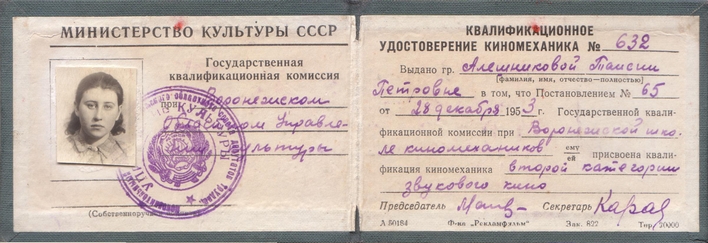 МИНИСТЕРСТВО КУЛЬТУРЫ СССР
Государственная
квалификационная комиссия
при Воронежском
Областном Управле-
нии культуры
(Собственноруч
КВАЛИФИКАЦИОННОЕ
УДОСТОВЕРЕНИЕ КИНОМЕХАНИКА № 632
Выдано гр. Алешниковой Таисии
(фамилия, имя, отчество—полностью)
Петровне в том, что Постановлением № 65
от „28 декабря 1953 г. Государственной квали-
фикационной комиссии при Воронежской шко-
ле киномехаников ему
ей присвоена квали-
фикация киномеханика второй категории
звукового кино
Председатель Секретарь
А 50184 Ф-ка „Рекламфильм" Зак. 822 Тир. 20000